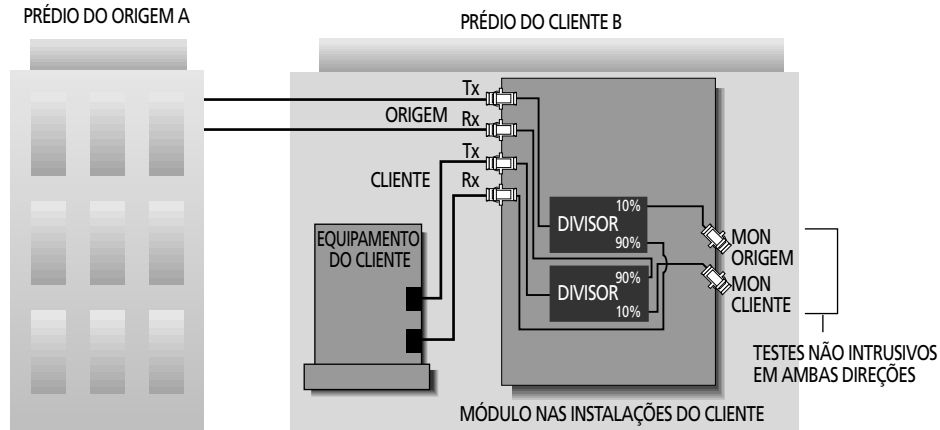 PRÉDIO DO ORIGEM A
PRÉDIO DO CLIENTE B
Tx
ORIGEM
Rx
Tx
CLIENTE
Rx
EQUIPAMENTO
DO CLIENTE
10%
DIVISOR
90%
90%
DIVISOR
10%
MON
ORIGEM
MON
CLIENTE
TESTES NÃO INTRUSIVOS
EM AMBAS DIREÇÕES
MÓDULO NAS INSTALAÇÕES DO CLIENTE